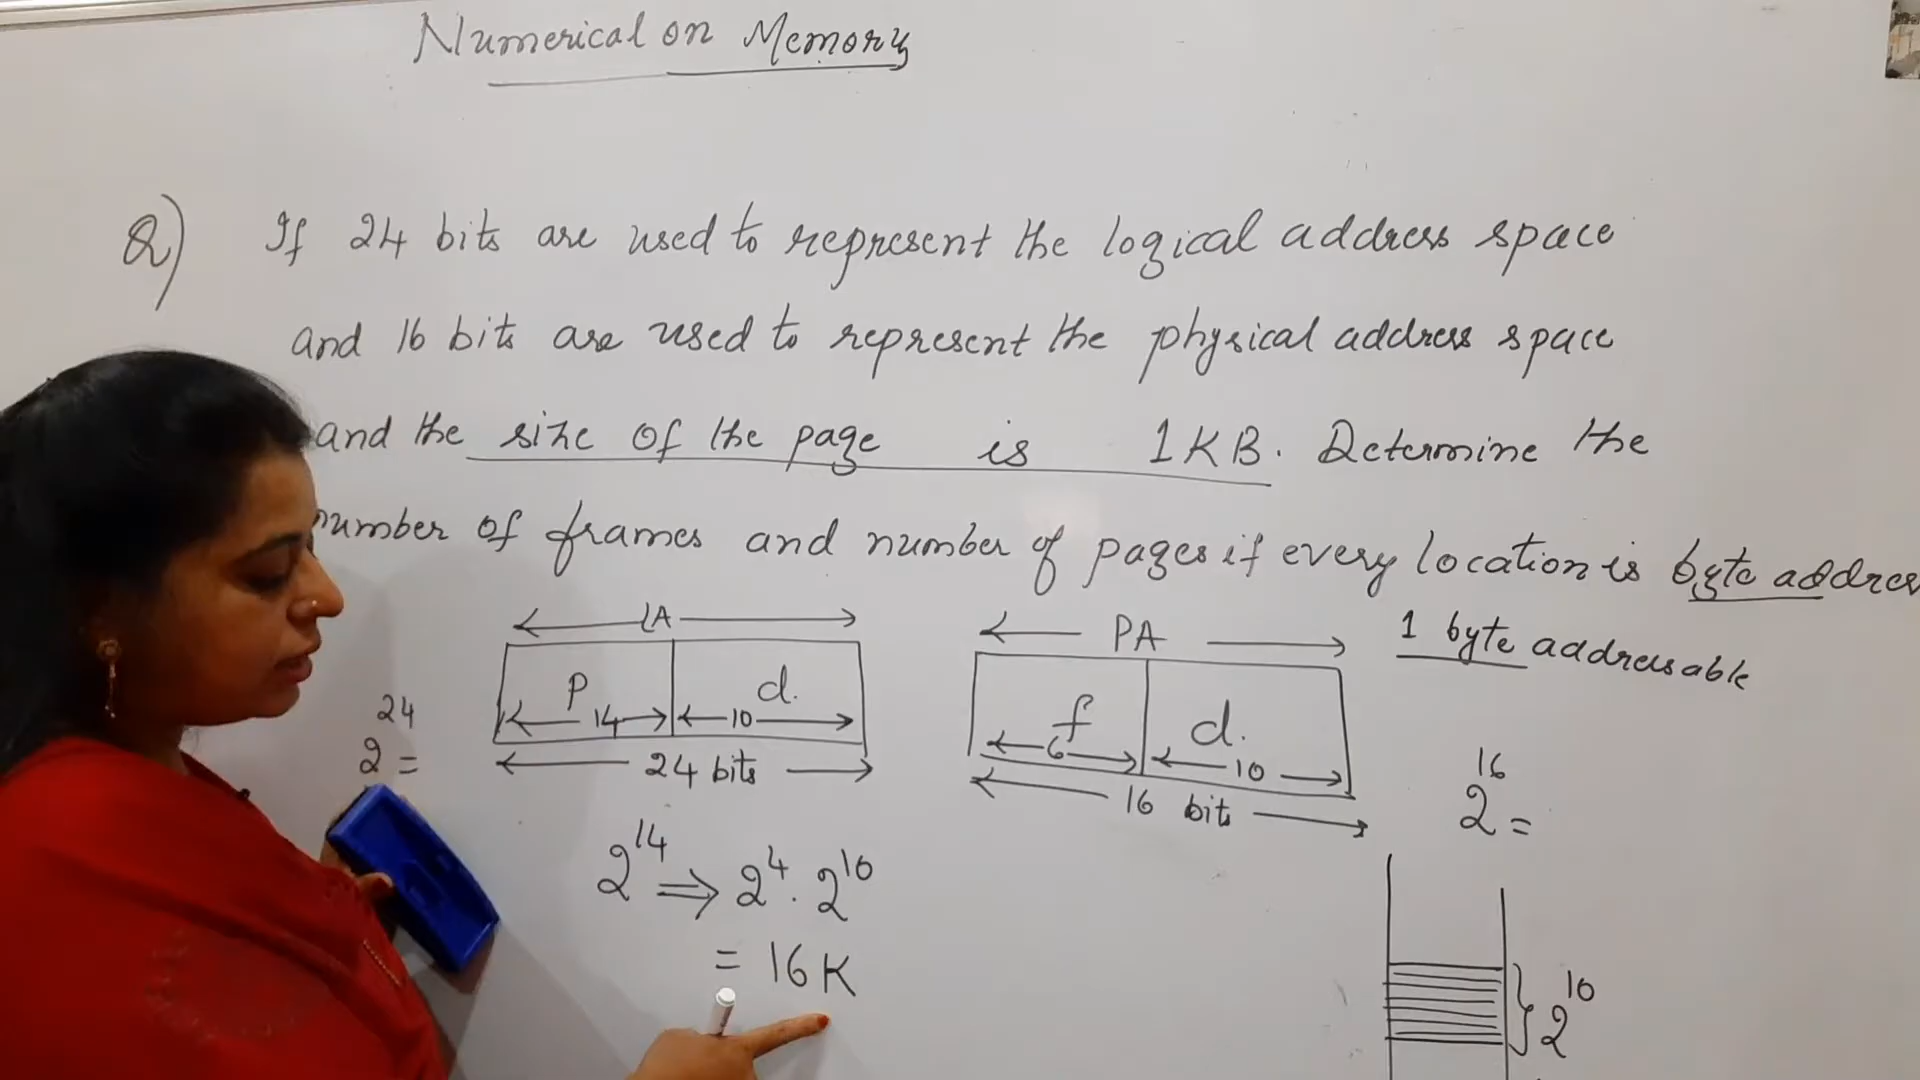 Numerical on Memory
Q) If 24 bits are used to represent the logical address space
and 16 bits are used to represent the physical address space
and the size of the page is 1KB. Determine the
number of frames and number of pages if every location is byte addres
1 byte addressable
LA
P d.
14 10
24 bits
2^24 =
PA
f d.
6 10
16 bit
2^16 =
2^14 ⇒ 2^4 . 2^10
= 16K
2^10